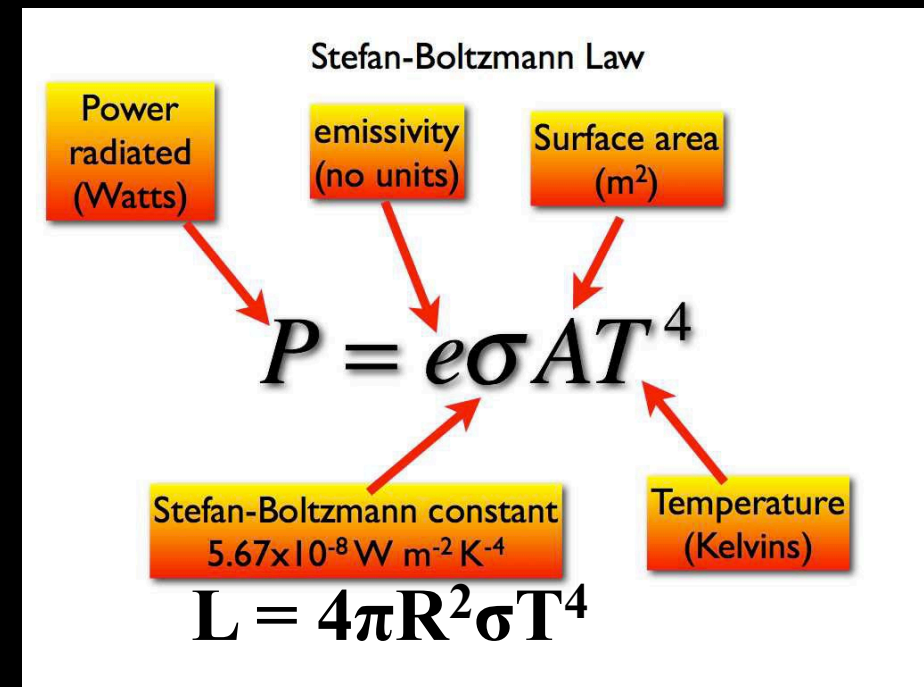 Stefan-Boltzmann Law
Power
radiated
(Watts)
emissivity
(no units)
Surface area
(m²)
P = eσAT⁴
Stefan-Boltzmann constant
5.67x10⁻⁸ W m⁻² K⁻⁴
Temperature
(Kelvins)
L = 4πR²σT⁴